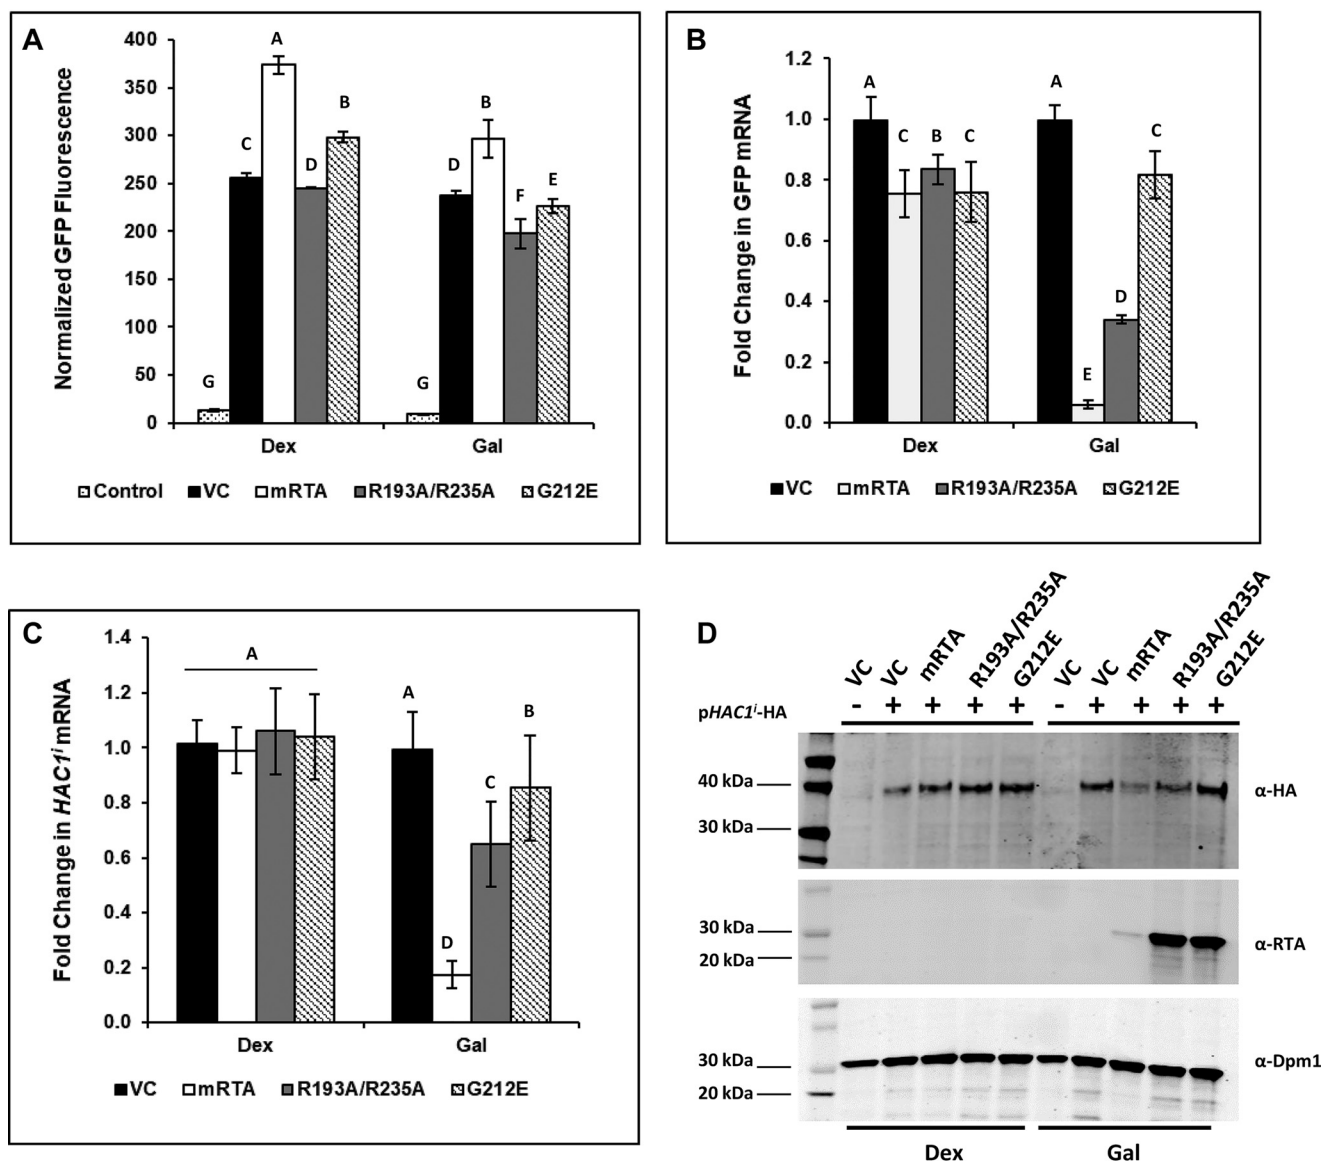 A
Normalized GFP Fluorescence
400
350
300
250
200
150
100
50
0
G
C
A
D
B
G
D
B
F
E
Dex Gal
Control VC mRTA R193A/R235A G212E
B
Fold Change in GFP mRNA
1.2
1.0
0.8
0.6
0.4
0.2
0.0
A
C
B
C
A
E
D
C
Dex Gal
VC mRTA R193A/R235A G212E
C
Fold Change in HAC1ⁱ mRNA
1.4
1.2
1.0
0.8
0.6
0.4
0.2
0.0
A
A
D
C
B
Dex Gal
VC mRTA R193A/R235A G212E
D
VC VC mRTA R193A/R235A G212E VC VC mRTA R193A/R235A G212E
pHAC1ⁱ-HA - + + + + - + + + +
40 kDa
30 kDa
α-HA
30 kDa
20 kDa
α-RTA
30 kDa
20 kDa
α-Dpm1
Dex Gal